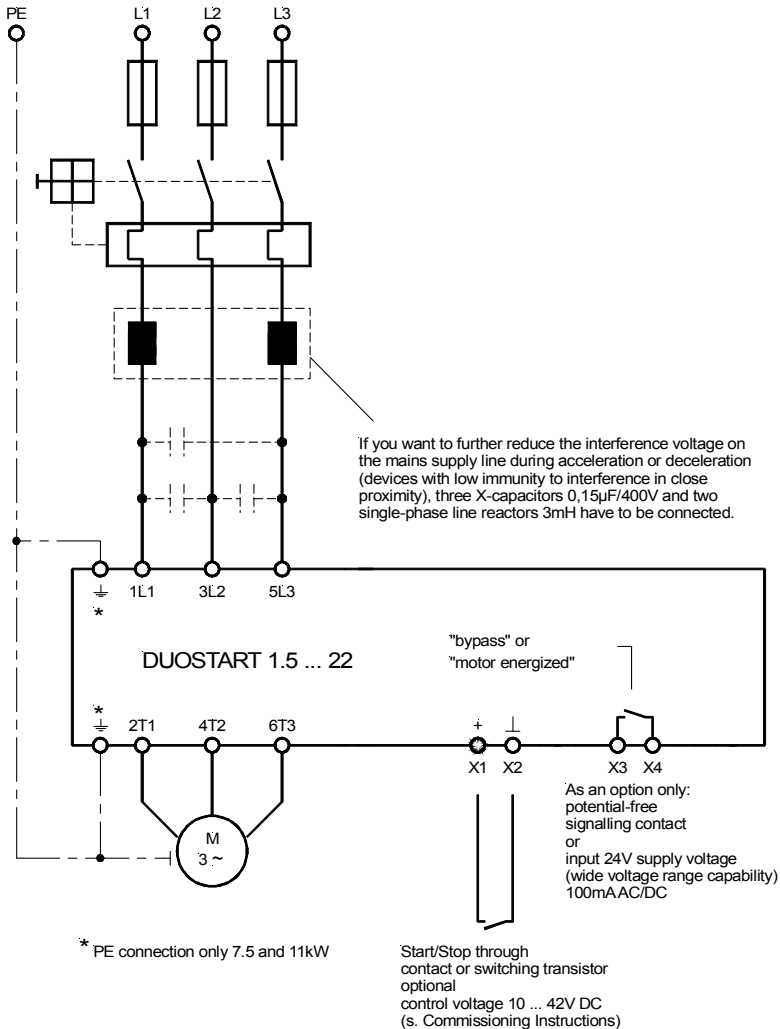 PE L1 L2 L3
If you want to further reduce the interference voltage on
the mains supply line during acceleration or deceleration
(devices with low immunity to interference in close
proximity), three X-capacitors 0,15µF/400V and two
single-phase line reactors 3mH have to be connected.
* 1L1 3L2 5L3
DUOSTART 1.5 ... 22
"bypass" or
"motor energized"
* 2T1 4T2 6T3
+ ⊥
X1 X2 X3 X4
M
3 ~
As an option only:
potential-free
signalling contact
or
input 24V supply voltage
(wide voltage range capability)
100mA AC/DC
* PE connection only 7.5 and 11kW
Start/Stop through
contact or switching transistor
optional
control voltage 10 ... 42V DC
(s. Commissioning Instructions)